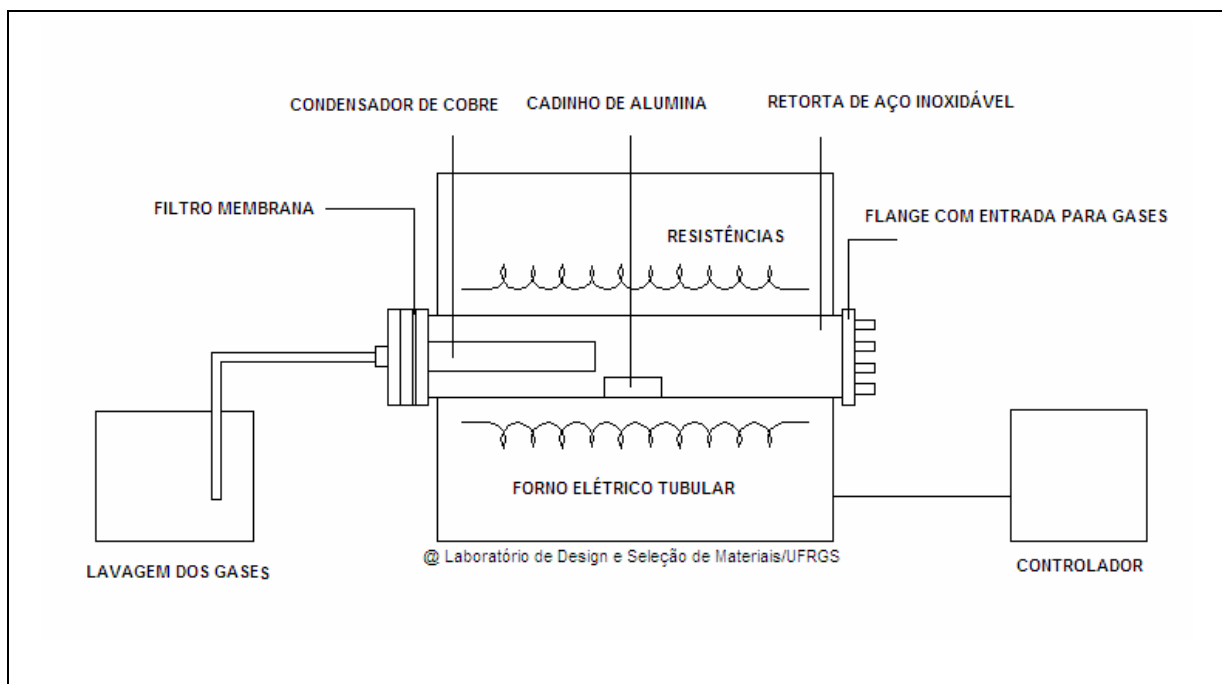 CONDENSADOR DE COBRE
CADINHO DE ALUMINA
RETORTA DE AÇO INOXIDÁVEL
FILTRO MEMBRANA
RESISTÊNCIAS
FLANGE COM ENTRADA PARA GASES
FORNO ELÉTRICO TUBULAR
@ Laboratório de Design e Seleção de Materiais/UFRGS
LAVAGEM DOS GASES
CONTROLADOR